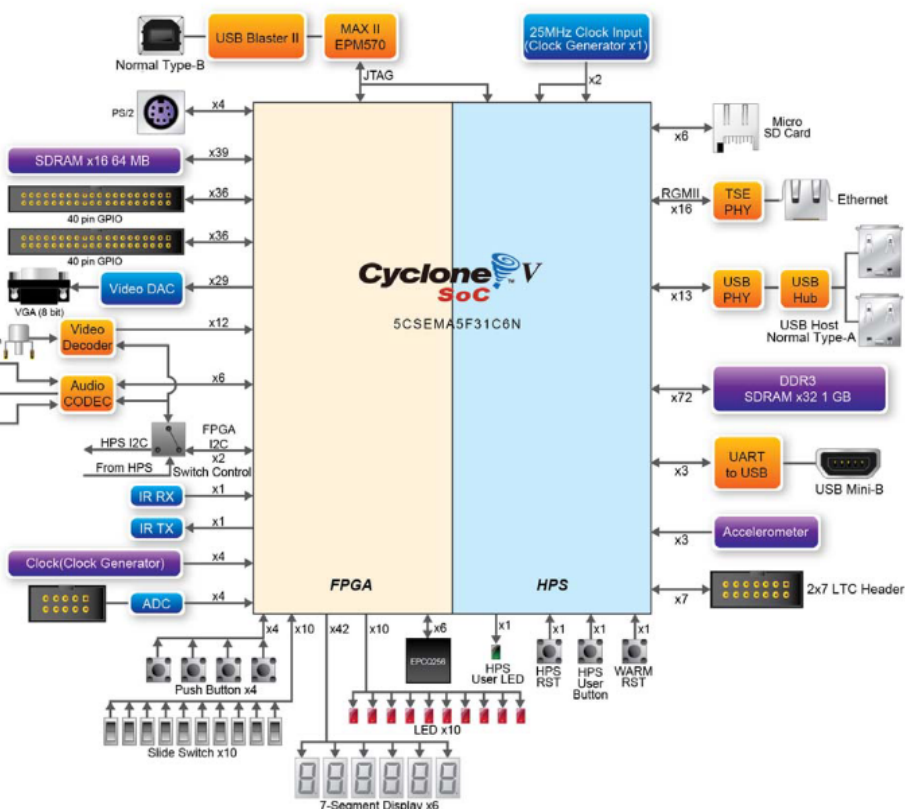 Normal Type-B
USB Blaster II
MAX II
EPM570
25MHz Clock Input
(Clock Generator x1)
JTAG
x2
PS/2
x4
x6
Micro
SD Card
SDRAM x16 64 MB
x39
x36
40 pin GPIO
RGMII
x16
TSE
PHY
Ethernet
x36
40 pin GPIO
Cyclone V
SoC
5CSEMA5F31C6N
VGA (8 bit)
Video DAC
x29
x13
USB
PHY
USB
Hub
USB Host
Normal Type-A
Video
Decoder
x12
Audio
CODEC
x6
x72
DDR3
SDRAM x32 1 GB
HPS I2C
FPGA
I2C
x2
From HPS
Switch Control
x3
UART
to USB
USB Mini-B
IR RX
x1
IR TX
x1
x3
Accelerometer
Clock(Clock Generator)
x4
ADC
x4
FPGA
HPS
x7
2x7 LTC Header
x4
x10
x42
x10
x6
x1
x1
x1
x1
EPCQ256
Push Button x4
HPS
User LED
HPS
RST
HPS
User
Button
WARM
RST
LED x10
Slide Switch x10
7-Segment Display x6